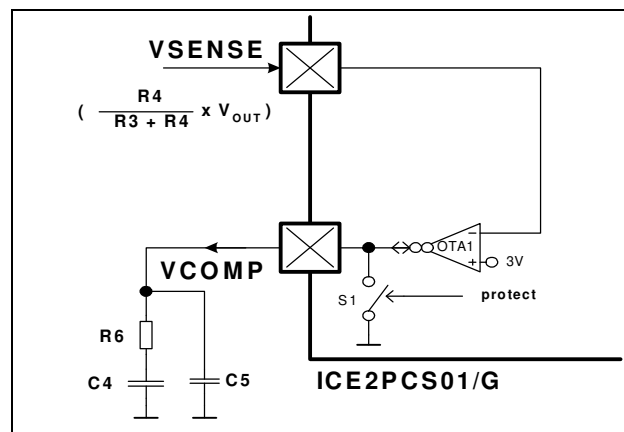 VSENSE
( R4
R3 + R4 x VOUT )
OTA1
-
+
3V
VCOMP
S1
protect
R6
C4
C5
ICE2PCS01/G